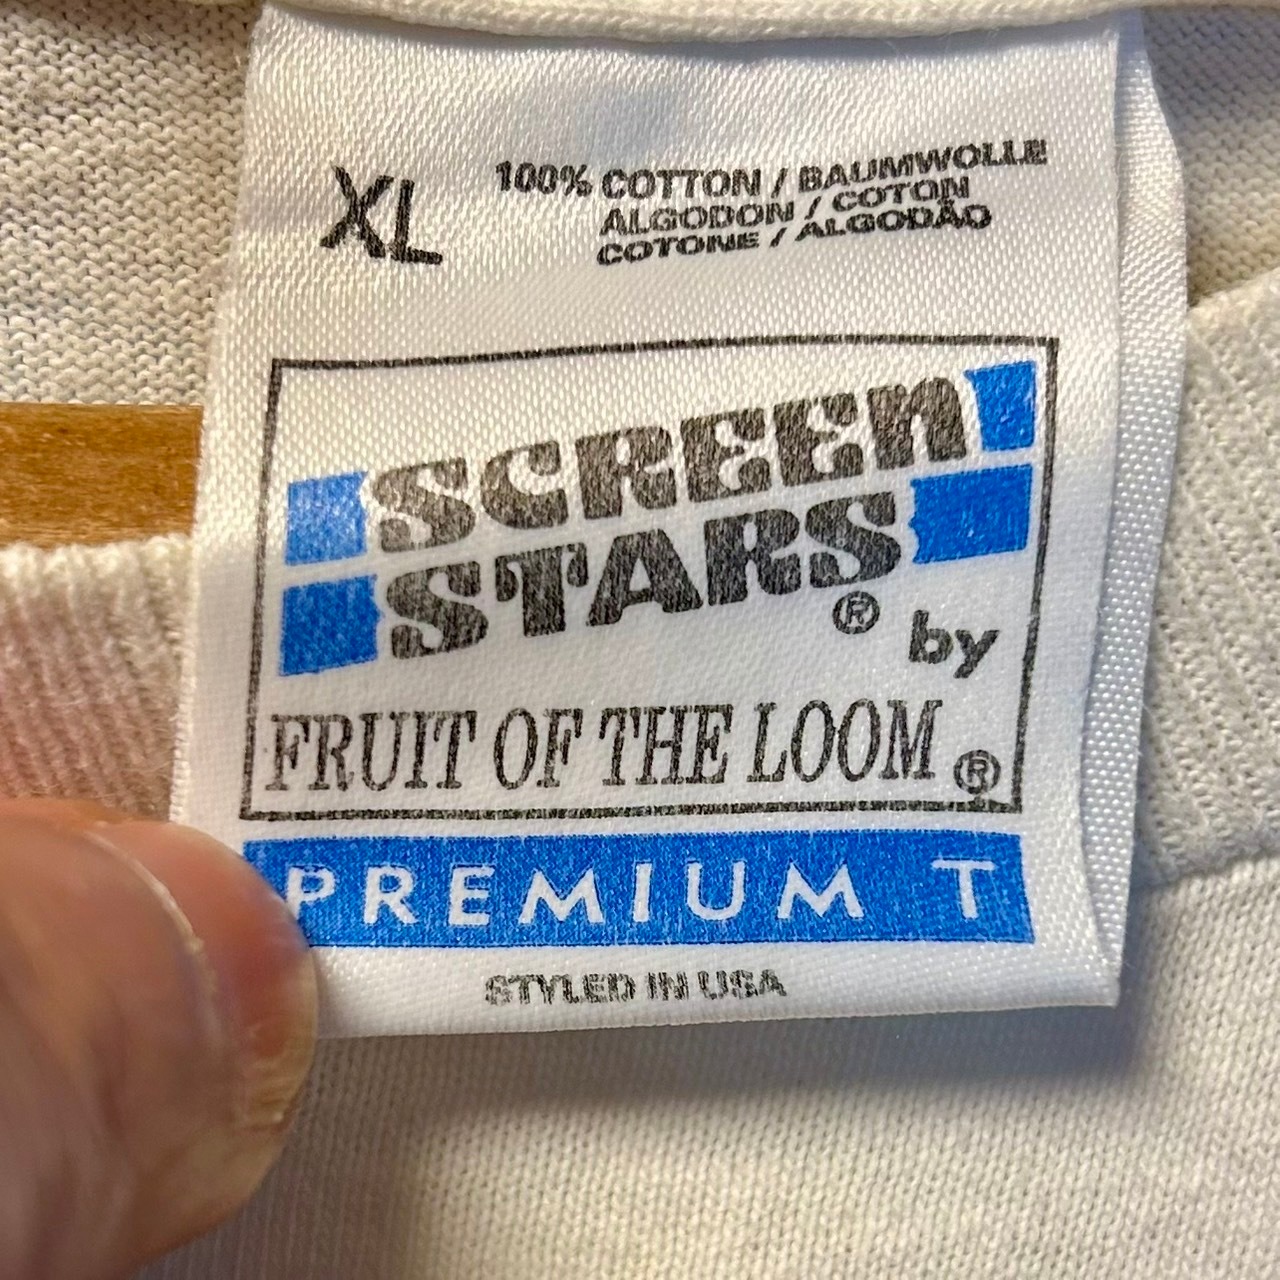 XL
100% COTTON / BAUMWOLLE
ALGODON / COTON
COTONE / ALGODÃO
SCREEN
STARS® by
FRUIT OF THE LOOM®
PREMIUM T
STYLED IN USA